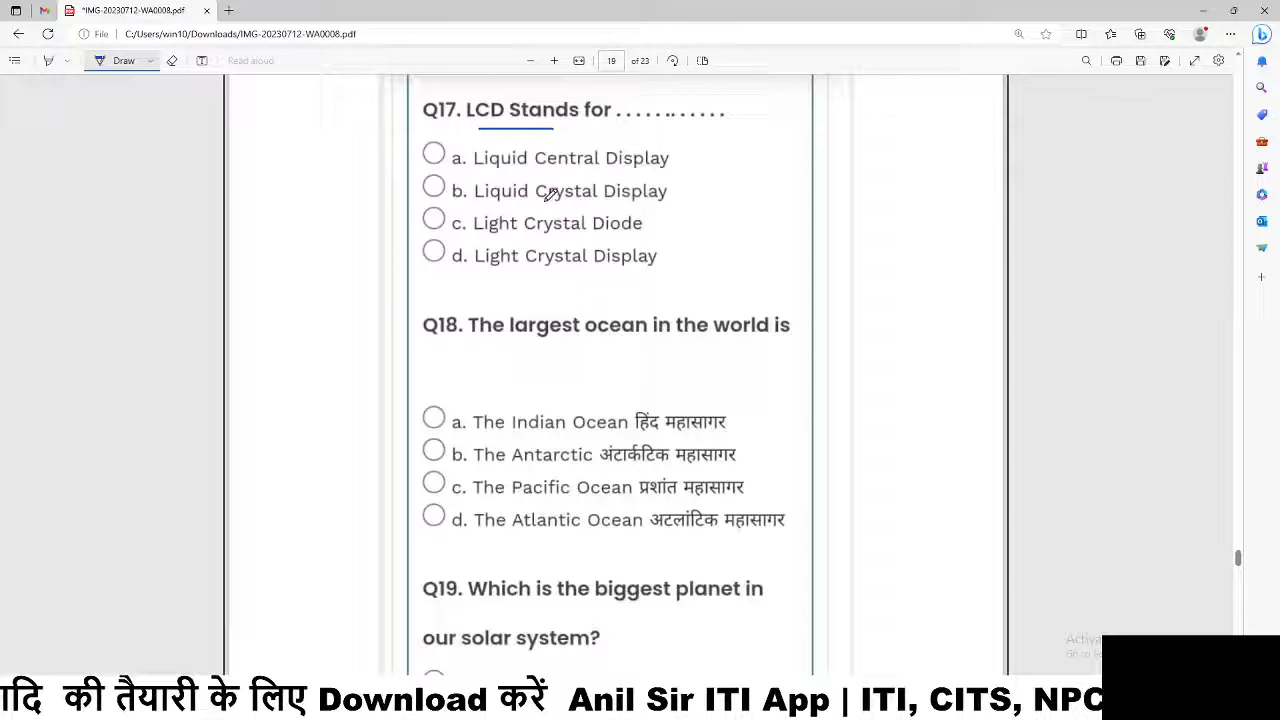 *IMG-20230712-WA0008.pdf
File C:/Users/win10/Downloads/IMG-20230712-WA0008.pdf
Draw Read aloud 19 of 23
Q17. LCD Stands for . . . . . . . . . . . .
a. Liquid Central Display
b. Liquid Crystal Display
c. Light Crystal Diode
d. Light Crystal Display
Q18. The largest ocean in the world is
a. The Indian Ocean हिंद महासागर
b. The Antarctic अंटार्कटिक महासागर
c. The Pacific Ocean प्रशांत महासागर
d. The Atlantic Ocean अटलांटिक महासागर
Q19. Which is the biggest planet in
our solar system?
Activa
की तैयारी के लिए Download करें Anil Sir ITI App | ITI, CITS, NPC